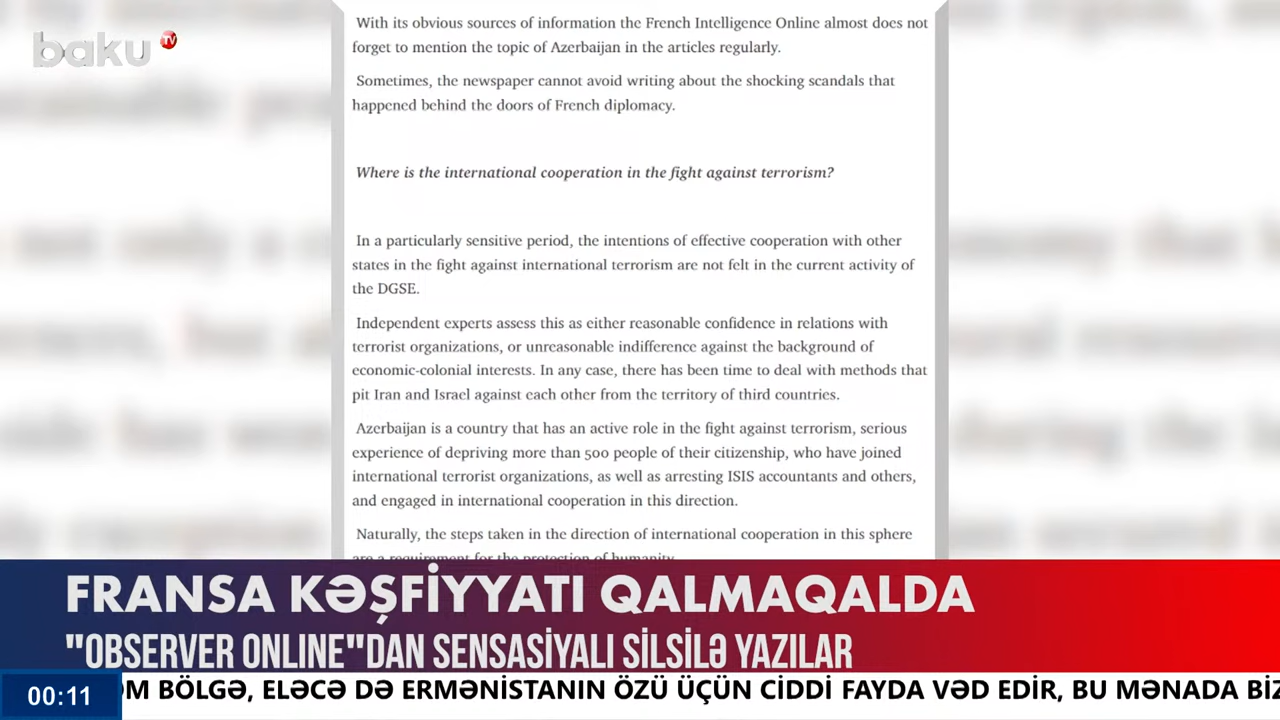 baku TV
With its obvious sources of information the French Intelligence Online almost does not
forget to mention the topic of Azerbaijan in the articles regularly.
Sometimes, the newspaper cannot avoid writing about the shocking scandals that
happened behind the doors of French diplomacy.
Where is the international cooperation in the fight against terrorism?
In a particularly sensitive period, the intentions of effective cooperation with other
states in the fight against international terrorism are not felt in the current activity of
the DGSE.
Independent experts assess this as either reasonable confidence in relations with
terrorist organizations, or unreasonable indifference against the background of
economic-colonial interests. In any case, there has been time to deal with methods that
pit Iran and Israel against each other from the territory of third countries.
Azerbaijan is a country that has an active role in the fight against terrorism, serious
experience of depriving more than 500 people of their citizenship, who have joined
international terrorist organizations, as well as arresting ISIS accountants and others,
and engaged in international cooperation in this direction.
Naturally, the steps taken in the direction of international cooperation in this sphere
are a requirement for the protection of humanity.
FRANSA KƏŞFİYYATI QALMAQALDA
"OBSERVER ONLINE"DAN SENSASİYALI SİLSİLƏ YAZILAR
00:11 BÖLGƏ, ELƏCƏ DƏ ERMƏNİSTANIN ÖZÜ ÜÇÜN CİDDİ FAYDA VƏD EDİR, BU MƏNADA